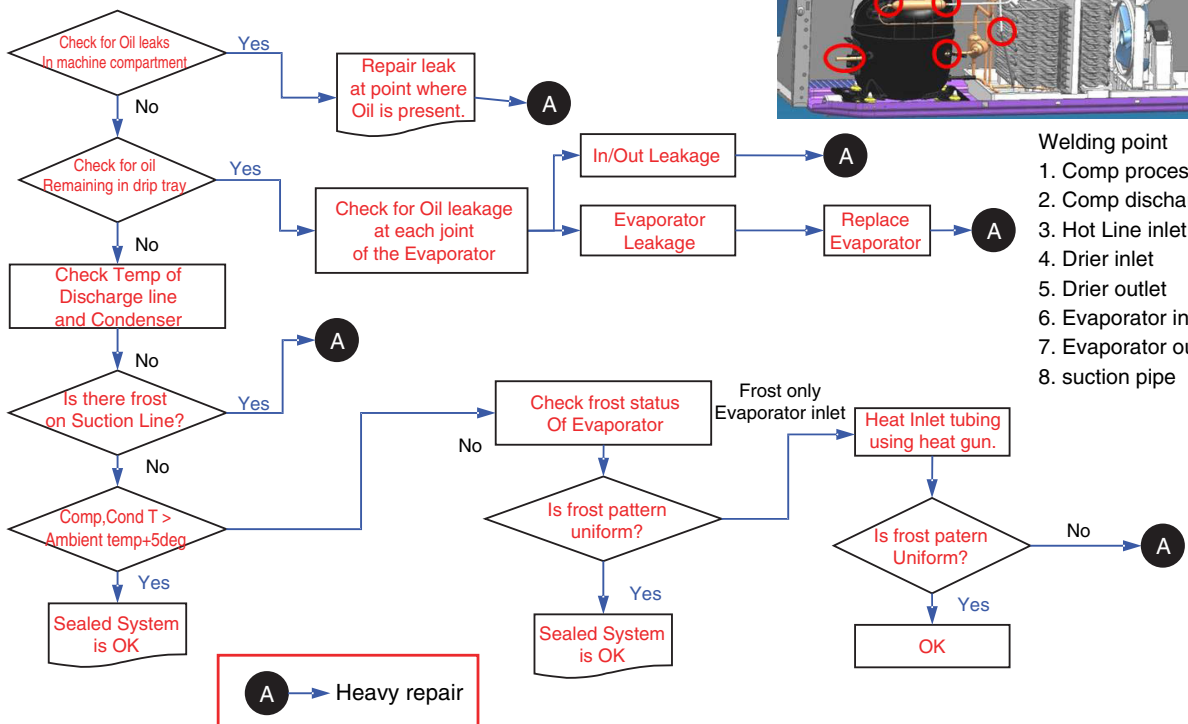 Check for Oil leaks
In machine compartment
Yes
Repair leak
at point where
Oil is present.
A
No
Check for oil
Remaining in drip tray
Yes
Check for Oil leakage
at each joint
of the Evaporator
In/Out Leakage
A
Evaporator
Leakage
Replace
Evaporator
A
No
Check Temp of
Discharge line
and Condenser
No
Is there frost
on Suction Line?
Yes
A
No
Comp,Cond T >
Ambient temp+5deg
Yes
Sealed System
is OK
No
Check frost status
Of Evaporator
Is frost pattern
uniform?
Yes
Sealed System
is OK
Frost only
Evaporator inlet
Heat Inlet tubing
using heat gun.
Is frost patern
Uniform?
No
A
Yes
OK
A Heavy repair
Welding point
1. Comp
2. Comp
3. Hot Line inlet
4. Drier inlet
5. Drier outlet
6. Evaporator
7. Evaporator
8. suction pipe